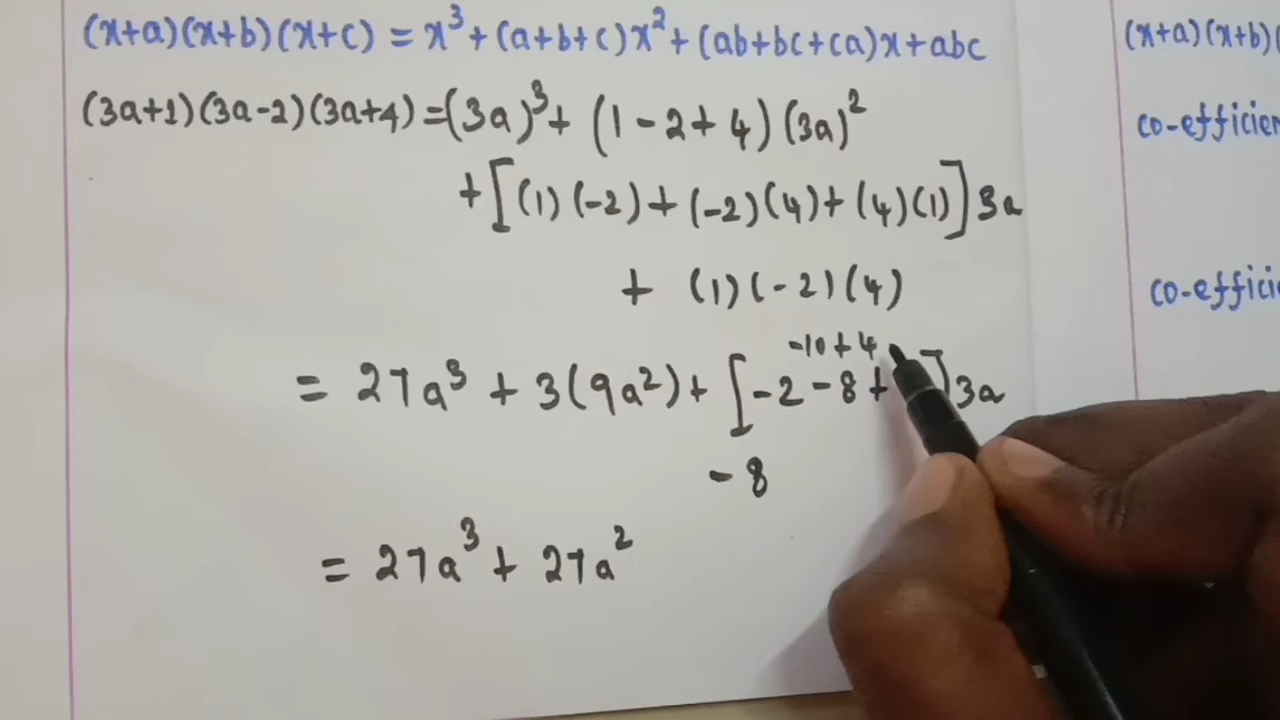 (x+a)(x+b)(x+c) = x³+(a+b+c)x²+(ab+bc+ca)x+abc
(3a+1)(3a-2)(3a+4)=(3a)³+ (1-2+4)(3a)²
+[(1)(-2)+(-2)(4)+(4)(1)]3a
+ (1)(-2)(4)
-10+4
= 27a³ + 3(9a²)+ [-2-8+ ]3a
-8
= 27a³ + 27a²
(x+a)(x+b)(
co-efficien
co-efficie